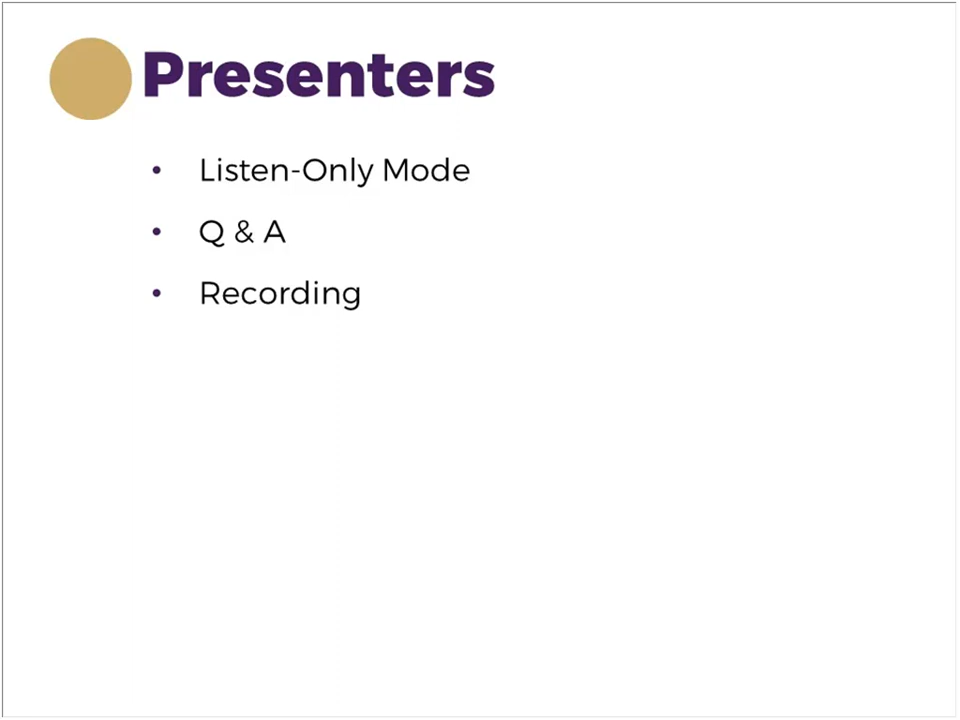 Presenters
• Listen-Only Mode
• Q & A
• Recording